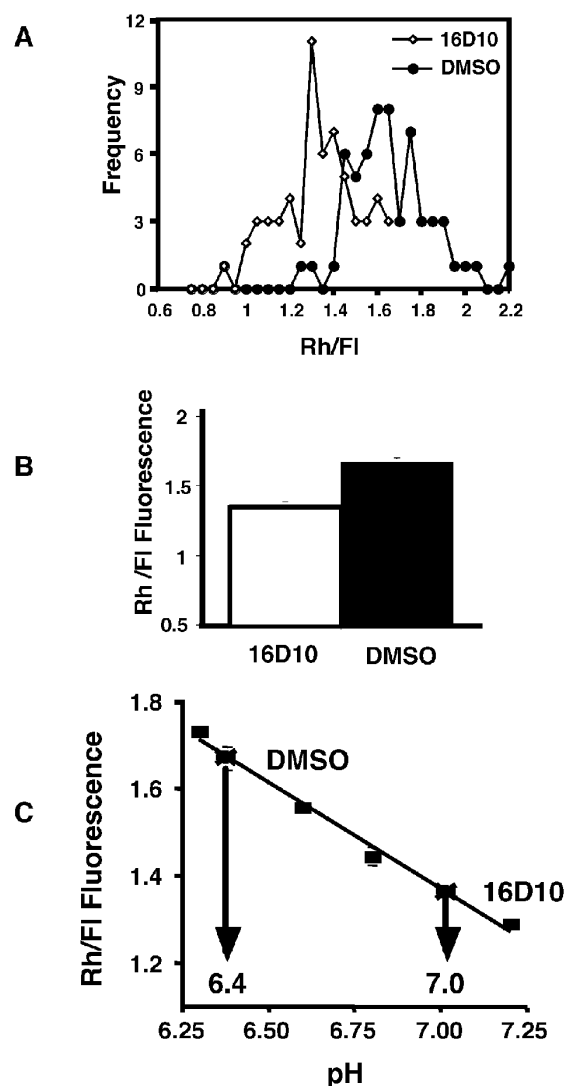 A
12
9
6
3
0
Frequency
16D10
DMSO
0.6 0.8 1 1.2 1.4 1.6 1.8 2 2.2
Rh/Fl
B
2
1.5
1
0.5
Rh /Fl Fluorescence
16D10 DMSO
C
1.8
1.6
1.4
1.2
Rh/Fl Fluorescence
DMSO
16D10
6.4 7.0
6.25 6.50 6.75 7.00 7.25
pH